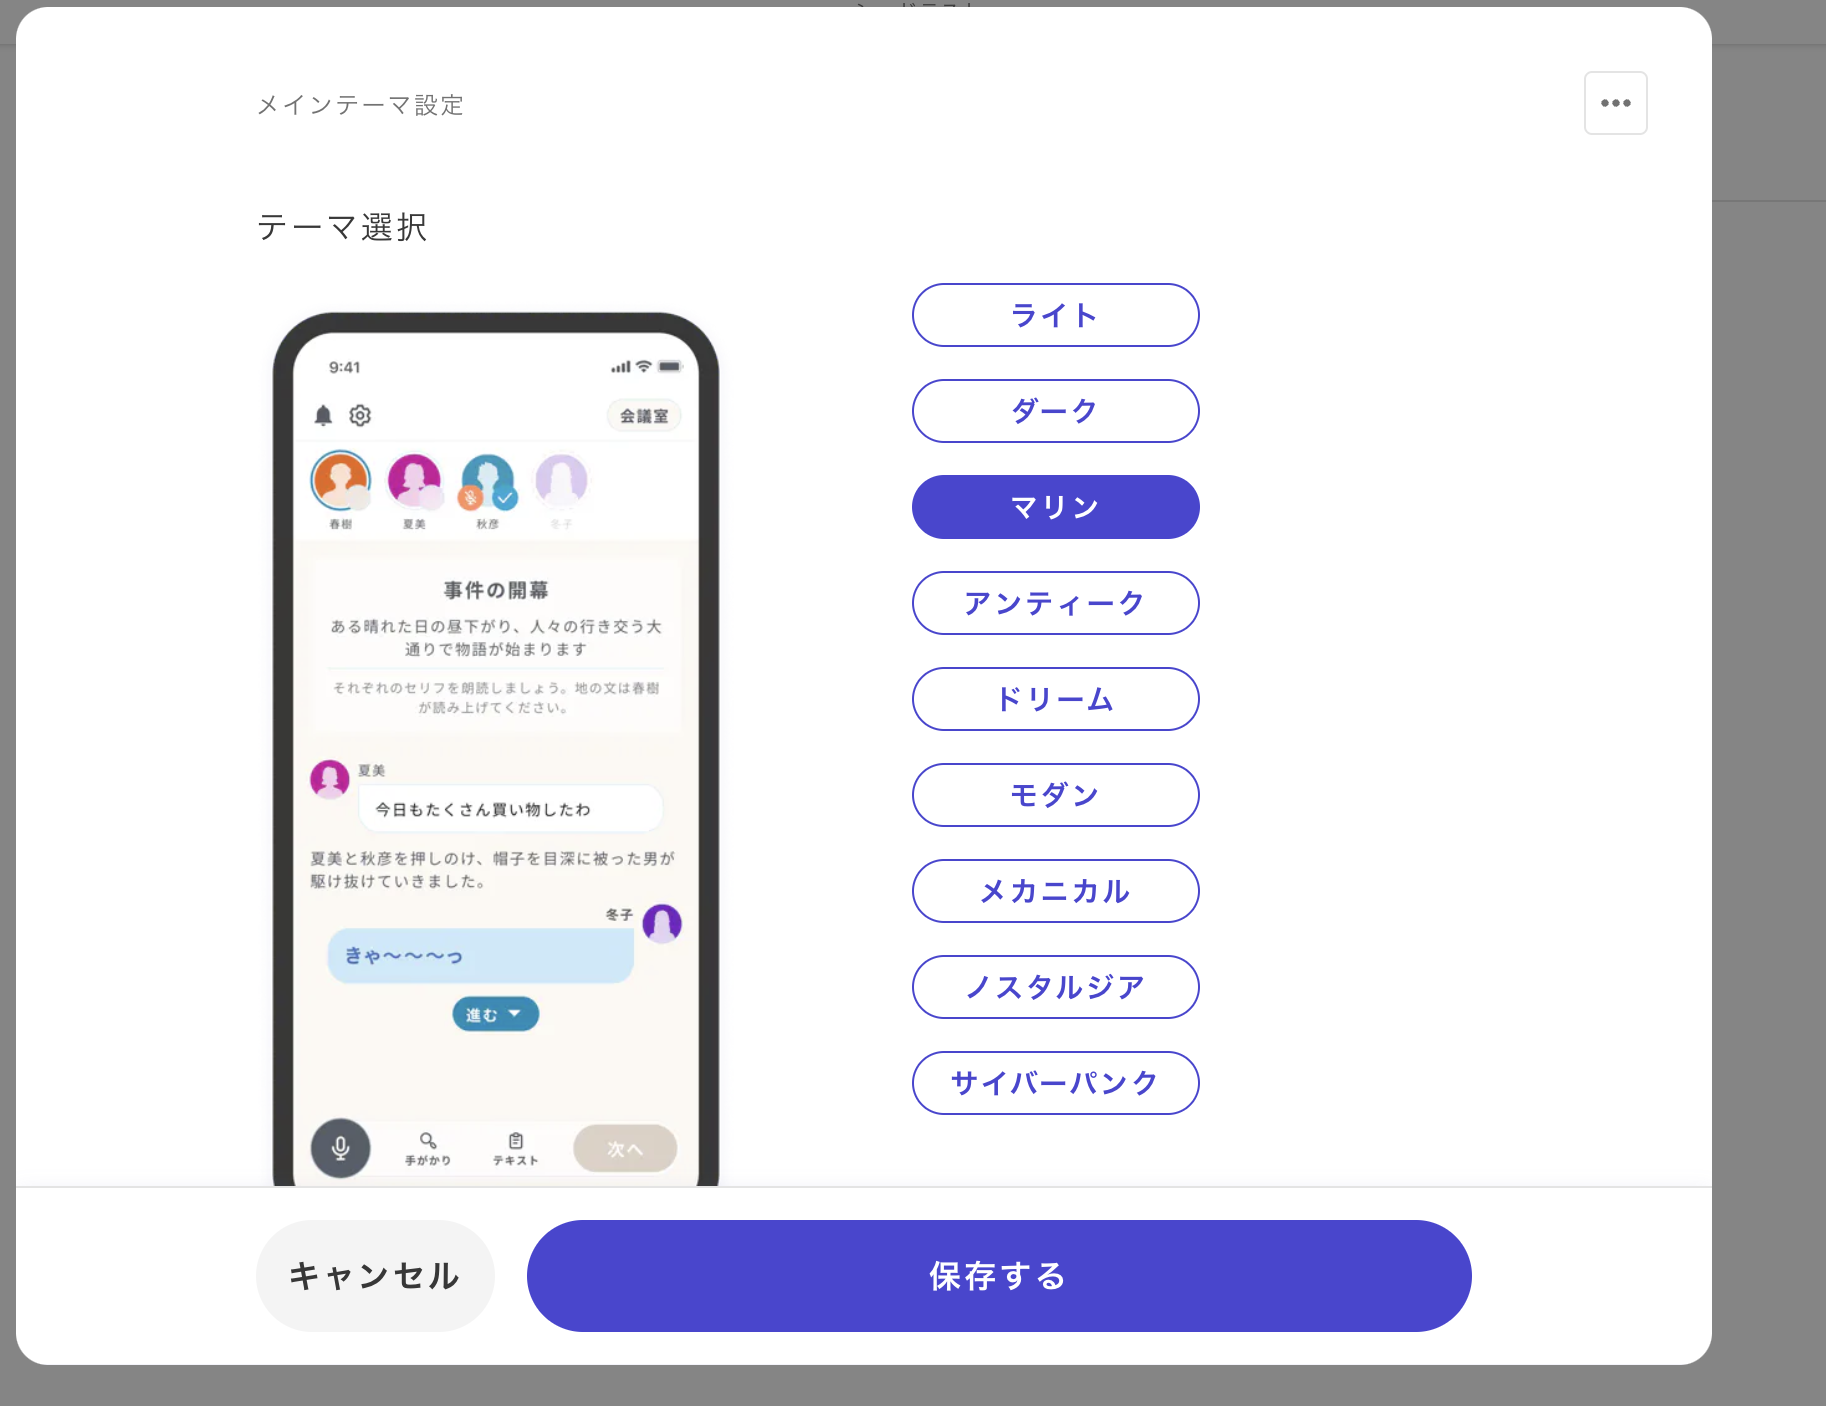 メインテーマ設定
テーマ選択
9:41
会議室
春樹
夏美
秋彦
冬子
事件の開幕
ある晴れた日の昼下がり、人々の行き交う大
通りで物語が始まります
それぞれのセリフを朗読しましょう。地の文は春樹
が読み上げてください。
夏美
今日もたくさん買い物したわ
夏美と秋彦を押しのけ、帽子を目深に被った男が
駆け抜けていきました。
冬子
きゃ〜〜〜っ
進む
手がかり
テキスト
次へ
ライト
ダーク
マリン
アンティーク
ドリーム
モダン
メカニカル
ノスタルジア
サイバーパンク
キャンセル
保存する